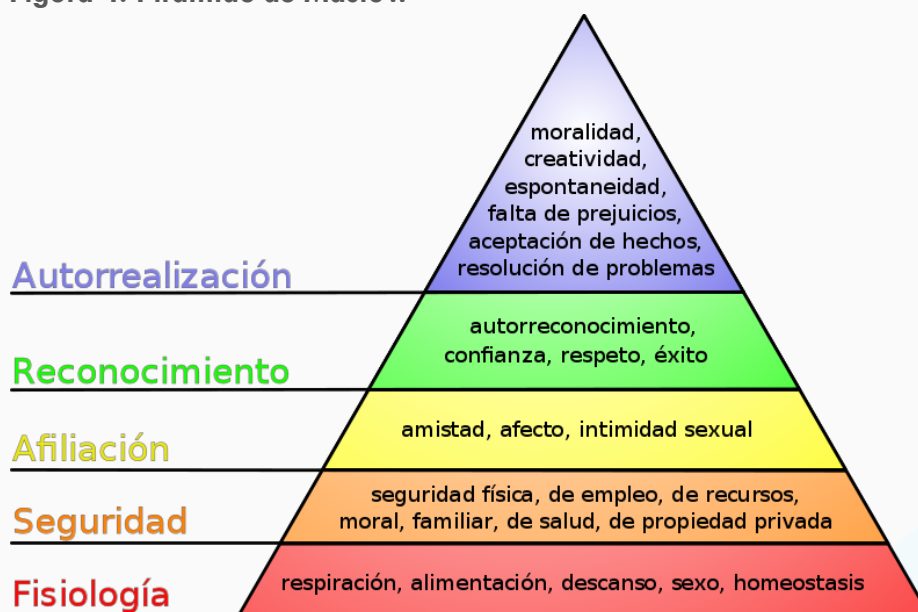 moralidad,
creatividad,
espontaneidad,
falta de prejuicios,
aceptación de hechos,
resolución de problemas
Autorrealización
autorreconocimiento,
confianza, respeto, éxito
Reconocimiento
amistad, afecto, intimidad sexual
Afiliación
seguridad física, de empleo, de recursos,
moral, familiar, de salud, de propiedad privada
Seguridad
respiración, alimentación, descanso, sexo, homeostasis
Fisiología